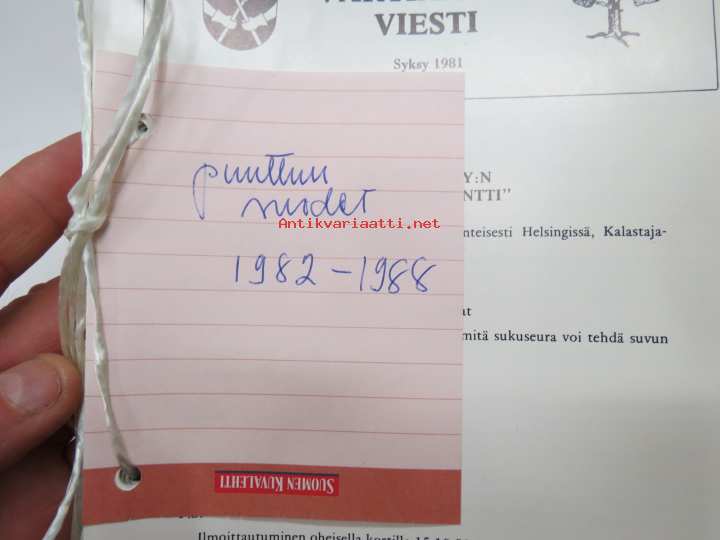 VIESTI
Syksy 1981
puuttuu
vuodet
Antikvariaatti.net
1982-1988
Y:N
NTTI"
nteisesti Helsingissä, Kalastaja-
at
mitä sukuseura voi tehdä suvun
SUOMEN KUVALEHTI
Ilmoittautuminen oheisella kortilla